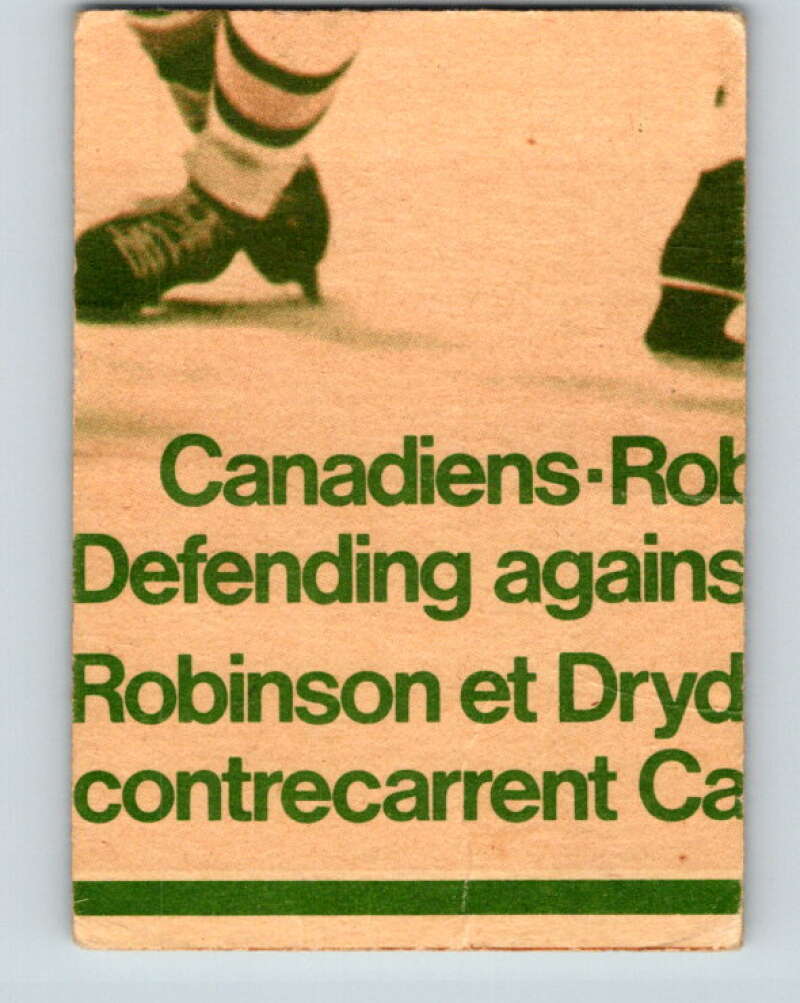 Canadiens·Rob
Defending agains
Robinson et Dryd
contrecarrent Ca